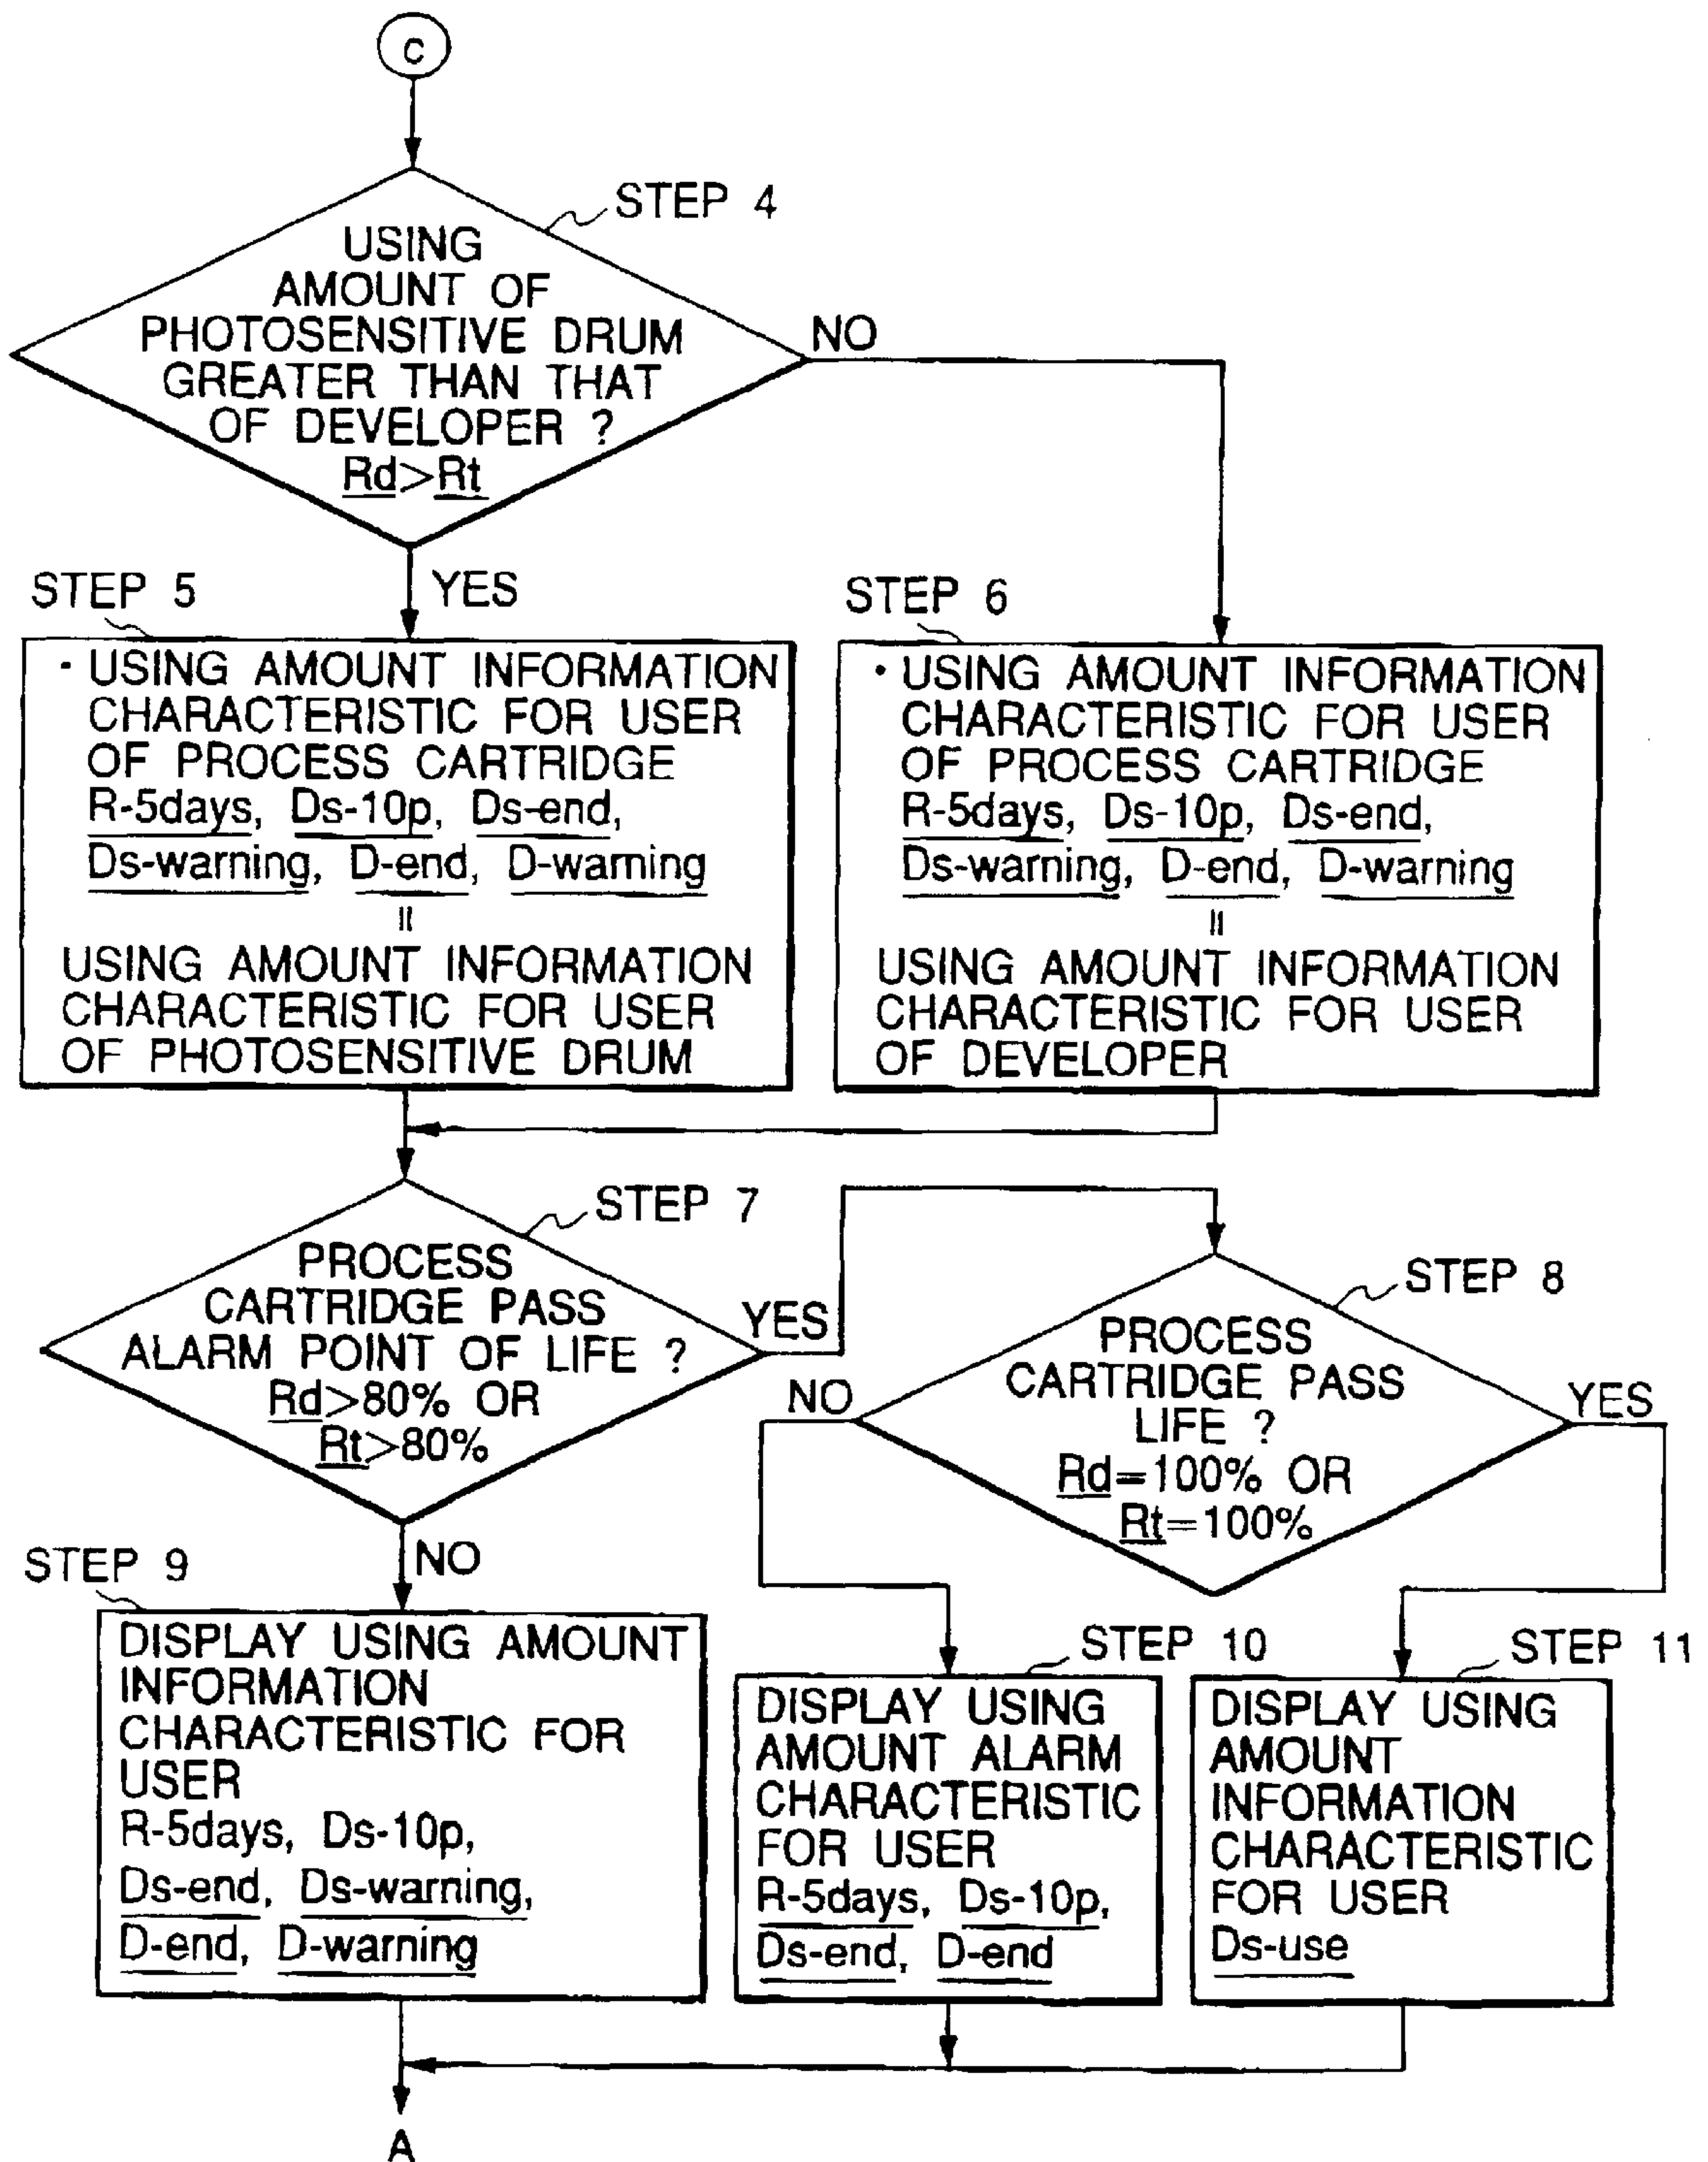 C
STEP 4
USING
AMOUNT OF
PHOTOSENSITIVE DRUM
GREATER THAN THAT
OF DEVELOPER ?
Rd>Rt
NO
YES
STEP 5
· USING AMOUNT INFORMATION
CHARACTERISTIC FOR USER
OF PROCESS CARTRIDGE
R-5days, Ds-10p, Ds-end,
Ds-warning, D-end, D-warning
=
USING AMOUNT INFORMATION
CHARACTERISTIC FOR USER
OF PHOTOSENSITIVE DRUM
STEP 6
· USING AMOUNT INFORMATION
CHARACTERISTIC FOR USER
OF PROCESS CARTRIDGE
R-5days, Ds-10p, Ds-end,
Ds-warning, D-end, D-warning
=
USING AMOUNT INFORMATION
CHARACTERISTIC FOR USER
OF DEVELOPER
STEP 7
PROCESS
CARTRIDGE PASS
ALARM POINT OF LIFE ?
Rd>80% OR
Rt>80%
YES
NO
STEP 8
PROCESS
CARTRIDGE PASS
LIFE ?
Rd=100% OR
Rt=100%
NO
YES
STEP 9
DISPLAY USING AMOUNT
INFORMATION
CHARACTERISTIC FOR
USER
R-5days, Ds-10p,
Ds-end, Ds-warning,
D-end, D-warning
STEP 10
DISPLAY USING
AMOUNT ALARM
CHARACTERISTIC
FOR USER
R-5days, Ds-10p,
Ds-end, D-end
STEP 11
DISPLAY USING
AMOUNT
INFORMATION
CHARACTERISTIC
FOR USER
Ds-use
A